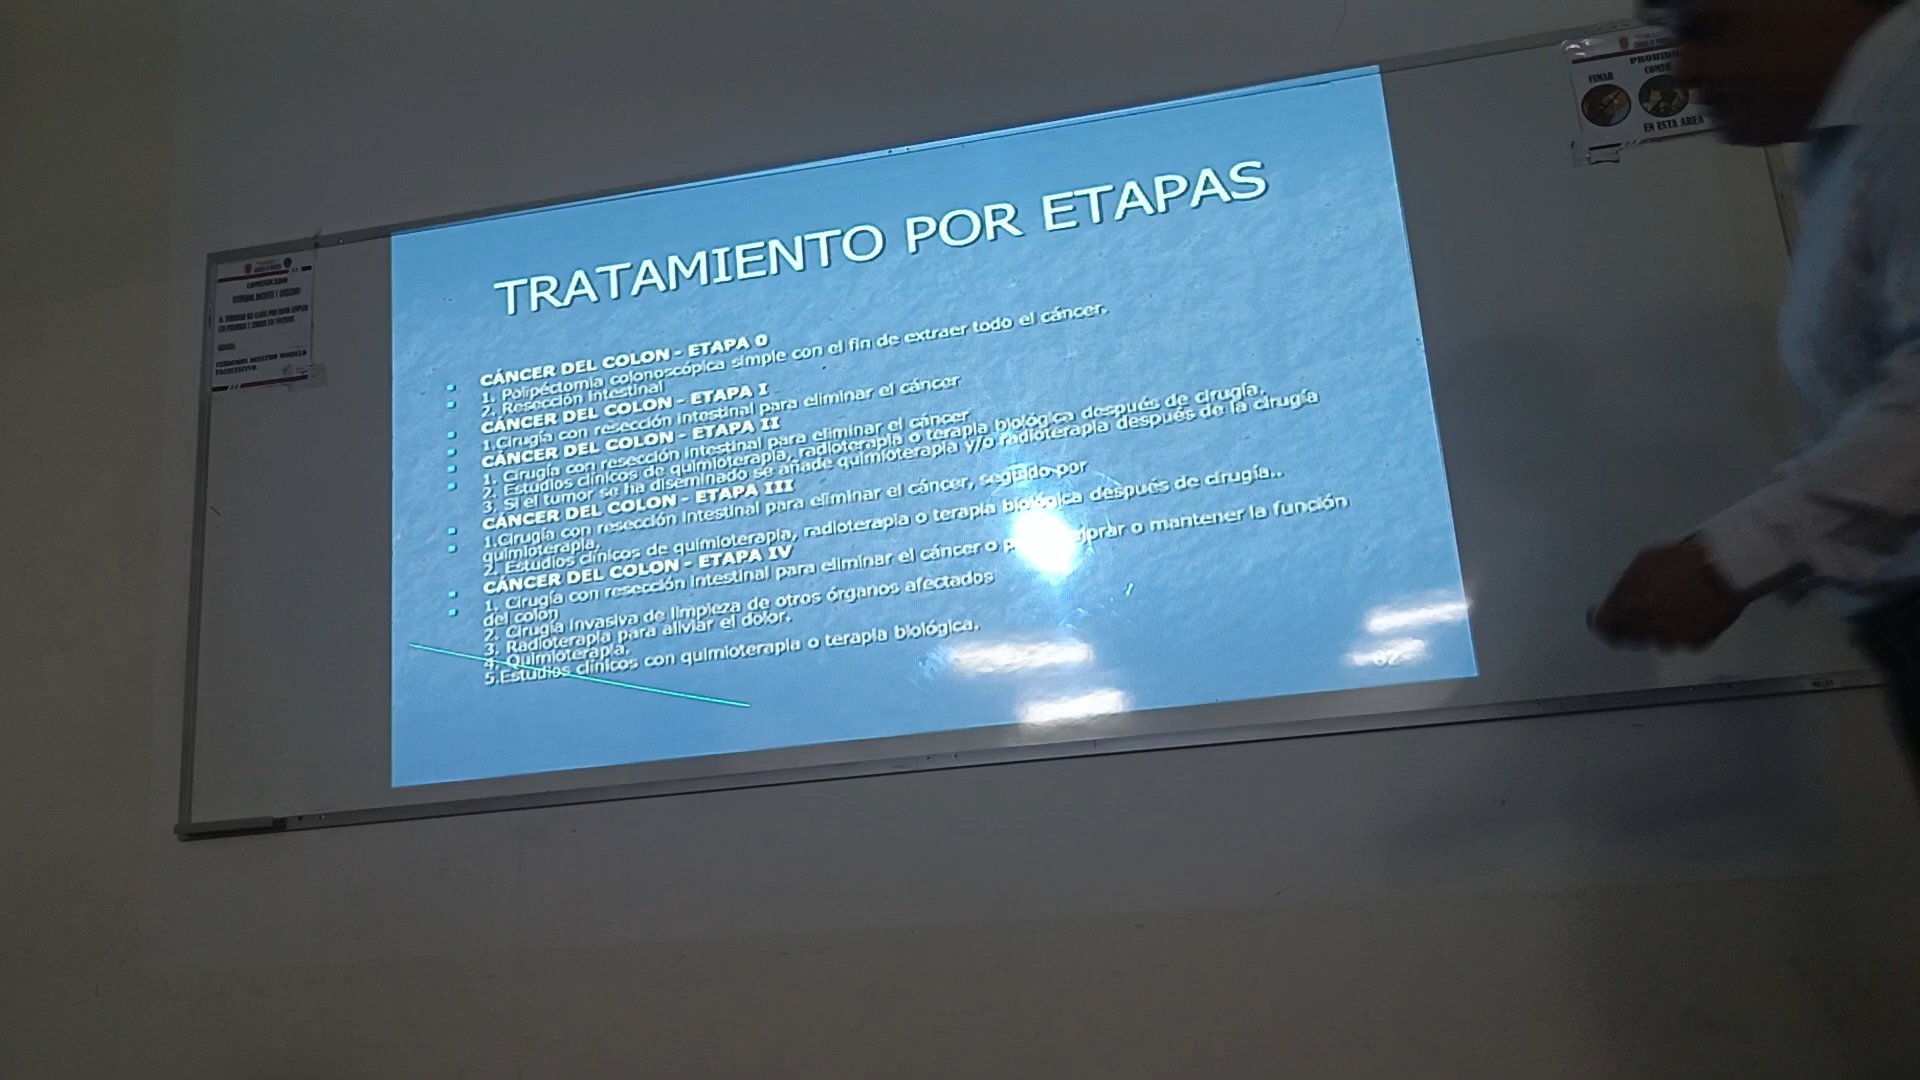 TRATAMIENTO POR ETAPAS
CÁNCER DEL COLON - ETAPA 0
1. Polipéctomia colonoscópica simple con el fin de extraer todo el cáncer.
2. Resección intestinal
CÁNCER DEL COLON - ETAPA I
1.Cirugía con resección intestinal para eliminar el cáncer
CÁNCER DEL COLON - ETAPA II
1. Cirugía con resección intestinal para eliminar el cáncer
2. Estudios clínicos de quimioterapia, radioterapia o terapia biológica después de cirugía.
3. Si el tumor se ha diseminado se añade quimioterapia y/o radioterapia después de la cirugía
CÁNCER DEL COLON - ETAPA III
1.Cirugía con resección intestinal para eliminar el cáncer, seguido por
quimioterapia.
2. Estudios clínicos de quimioterapia, radioterapia o terapia biológica después de cirugía..
CÁNCER DEL COLON - ETAPA IV
1. Cirugía con resección intestinal para eliminar el cáncer o o mantener la función
del colon
2. Cirugía invasiva de limpieza de otros órganos afectados
3. Radioterapia para aliviar el dolor.
4. Quimioterapia.
5.Estudios clínicos con quimioterapia o terapia biológica.
COMUNICADO
FUMAR
COMER
EN ESTA AREA